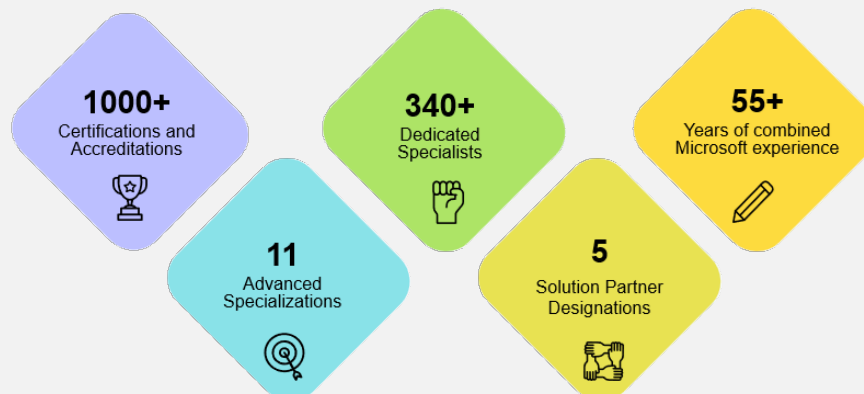 1000+
Certifications and
Accreditations
340+
Dedicated
Specialists
55+
Years of combined
Microsoft experience
11
Advanced
Specializations
5
Solution Partner
Designations